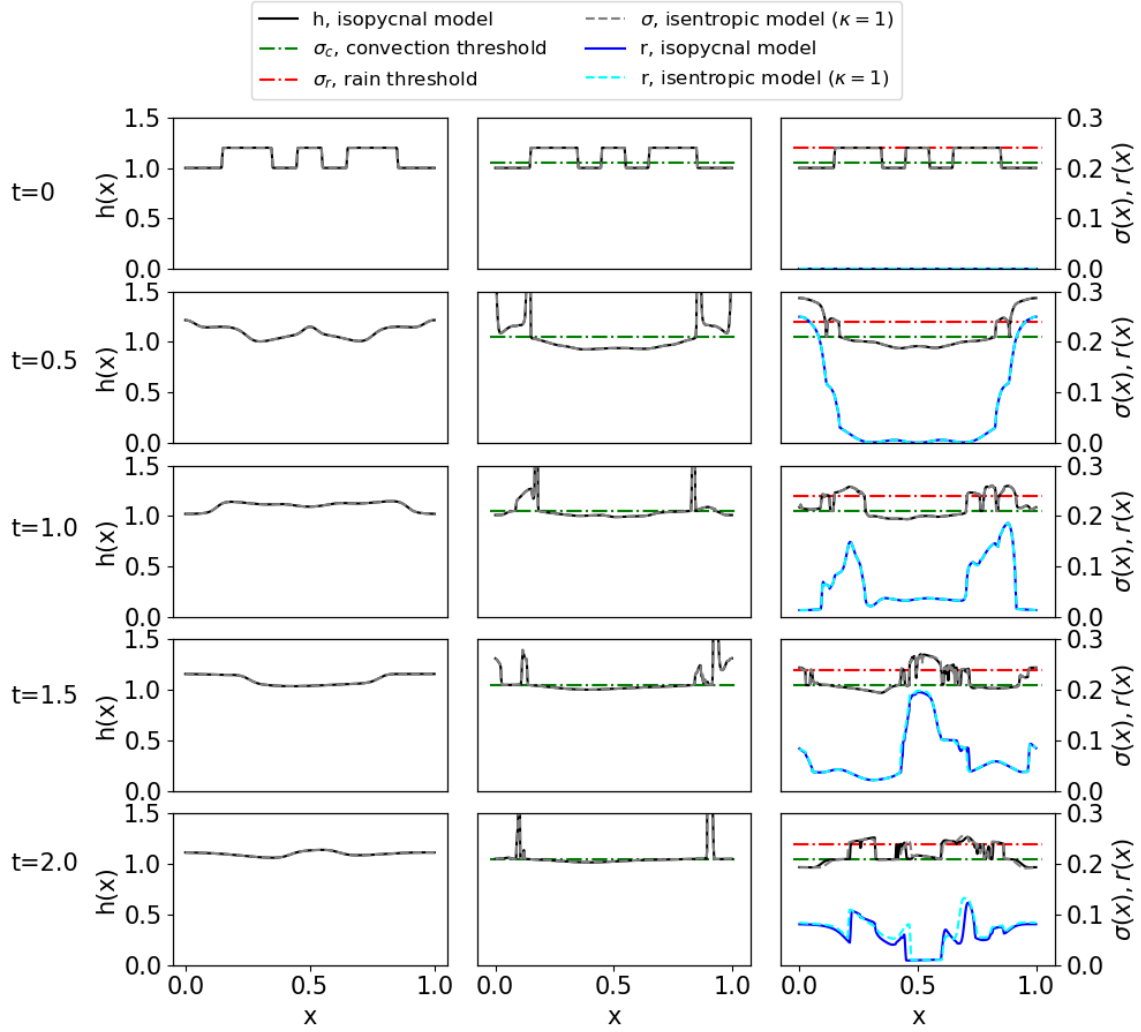 h, isopycnal model
σ, isentropic model (κ = 1)
σc, convection threshold
r, isopycnal model
σr, rain threshold
r, isentropic model (κ = 1)
t=0
h(x)
1.5
1.0
0.5
0.0
0.3
0.2
0.1
0.0
σ(x), r(x)
t=0.5
h(x)
1.5
1.0
0.5
0.0
0.3
0.2
0.1
0.0
σ(x), r(x)
t=1.0
h(x)
1.5
1.0
0.5
0.0
0.3
0.2
0.1
0.0
σ(x), r(x)
t=1.5
h(x)
1.5
1.0
0.5
0.0
0.3
0.2
0.1
0.0
σ(x), r(x)
t=2.0
h(x)
1.5
1.0
0.5
0.0
0.3
0.2
0.1
0.0
σ(x), r(x)
0.0 0.5 1.0
0.0 0.5 1.0
0.0 0.5 1.0
x
x
x